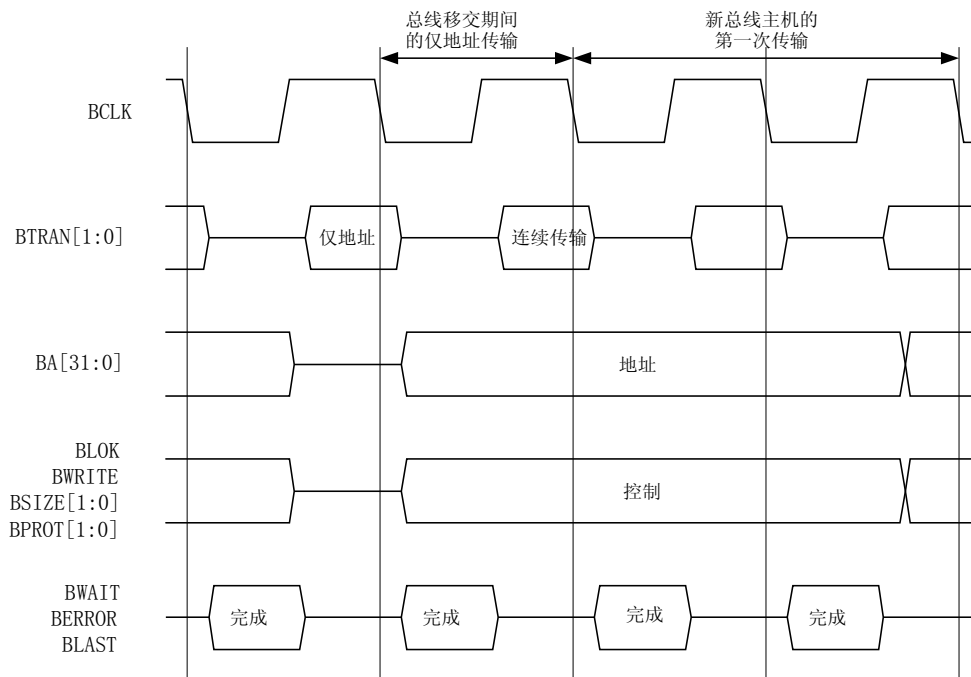 总线移交期间
的仅地址传输
新总线主机的
第一次传输
BCLK
BTRAN[1:0]
仅地址
连续传输
BA[31:0]
地址
BLOK
BWRITE
BSIZE[1:0]
BPROT[1:0]
控制
BWAIT
BERROR
BLAST
完成
完成
完成
完成